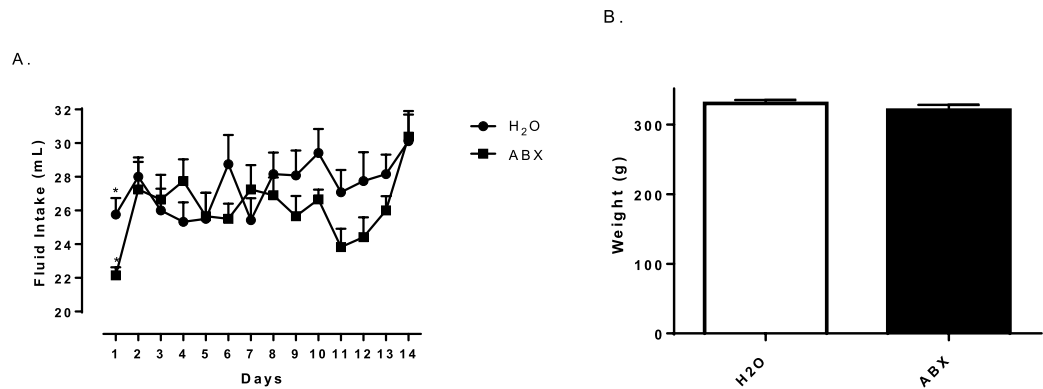 A.
B.
Fluid Intake (mL)
32
30
28
26
24
22
20
*
*
1 2 3 4 5 6 7 8 9 10 11 12 13 14
Days
H2O
ABX
Weight (g)
300
200
100
0
H2O
ABX